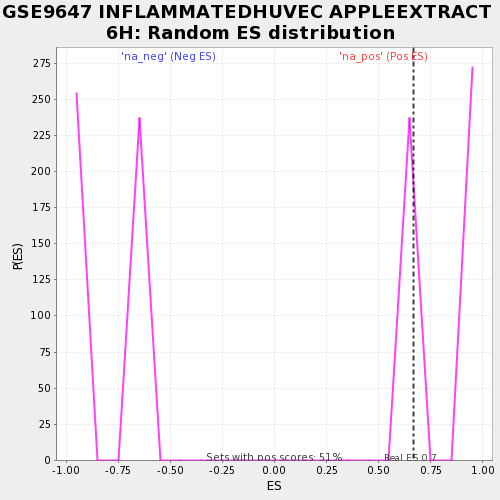 GSE9647 INFLAMMATEDHUVEC APPLEEXTRACT
6H: Random ES distribution
'na_neg' (Neg ES) 'na_pos' (Pos ES)
275
250
225
200
175
150
125
100
75
50
25
0
P(ES)
Sets with pos scores: 51%
Real ES 0.7
-1.00 -0.75 -0.50 -0.25 0.00 0.25 0.50 0.75 1.00
ES